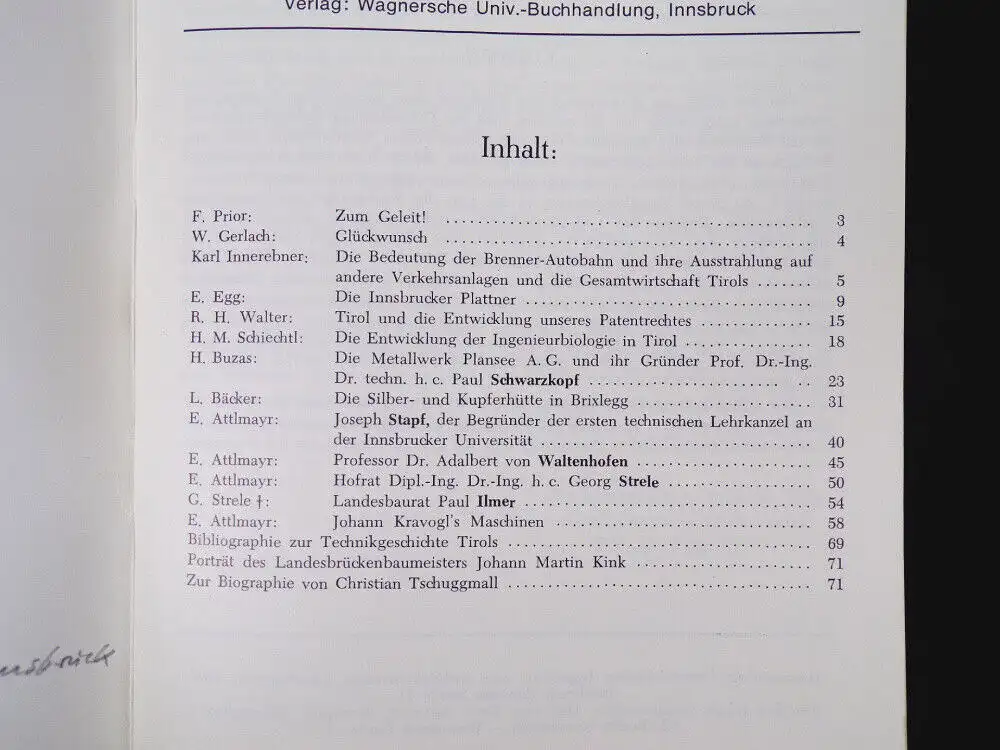 Verlag: Wagnersche Univ.-Buchhandlung, Innsbruck
Inhalt:
F. Prior: Zum Geleit! . . . . . . . . . . . . . . . . . . . . 3
W. Gerlach: Glückwunsch . . . . . . . . . . . . . . . . . . . . 4
Karl Innerebner: Die Bedeutung der Brenner-Autobahn und ihre Ausstrahlung auf
andere Verkehrsanlagen und die Gesamtwirtschaft Tirols . . . . . . . 5
E. Egg: Die Innsbrucker Plattner . . . . . . . . . . . . . . . . . . . . 9
R. H. Walter: Tirol und die Entwicklung unseres Patentrechtes . . . . . . . . . . . . 15
H. M. Schiechtl: Die Entwicklung der Ingenieurbiologie in Tirol . . . . . . . . . . . . 18
H. Buzas: Die Metallwerk Plansee A. G. und ihr Gründer Prof. Dr.-Ing.
Dr. techn. h. c. Paul Schwarzkopf . . . . . . . . . . . . . . . . . . . . 23
L. Bäcker: Die Silber- und Kupferhütte in Brixlegg . . . . . . . . . . . . . . . . . 31
E. Attlmayr: Joseph Stapf, der Begründer der ersten technischen Lehrkanzel an
der Innsbrucker Universität . . . . . . . . . . . . . . . . . . . . 40
E. Attlmayr: Professor Dr. Adalbert von Waltenhofen . . . . . . . . . . . . . . . . . 45
E. Attlmayr: Hofrat Dipl.-Ing. Dr.-Ing. h. c. Georg Strele . . . . . . . . . . . . . . 50
G. Strele †: Landesbaurat Paul Ilmer . . . . . . . . . . . . . . . . . . . . 54
E. Attlmayr: Johann Kravogl's Maschinen . . . . . . . . . . . . . . . . . . . . 58
Bibliographie zur Technikgeschichte Tirols . . . . . . . . . . . . . . . . . . . . 69
Porträt des Landesbrückenbaumeisters Johann Martin Kink . . . . . . . . . . . . . . . . . 71
Zur Biographie von Christian Tschuggmall . . . . . . . . . . . . . . . . . . . . 71
nsbruck